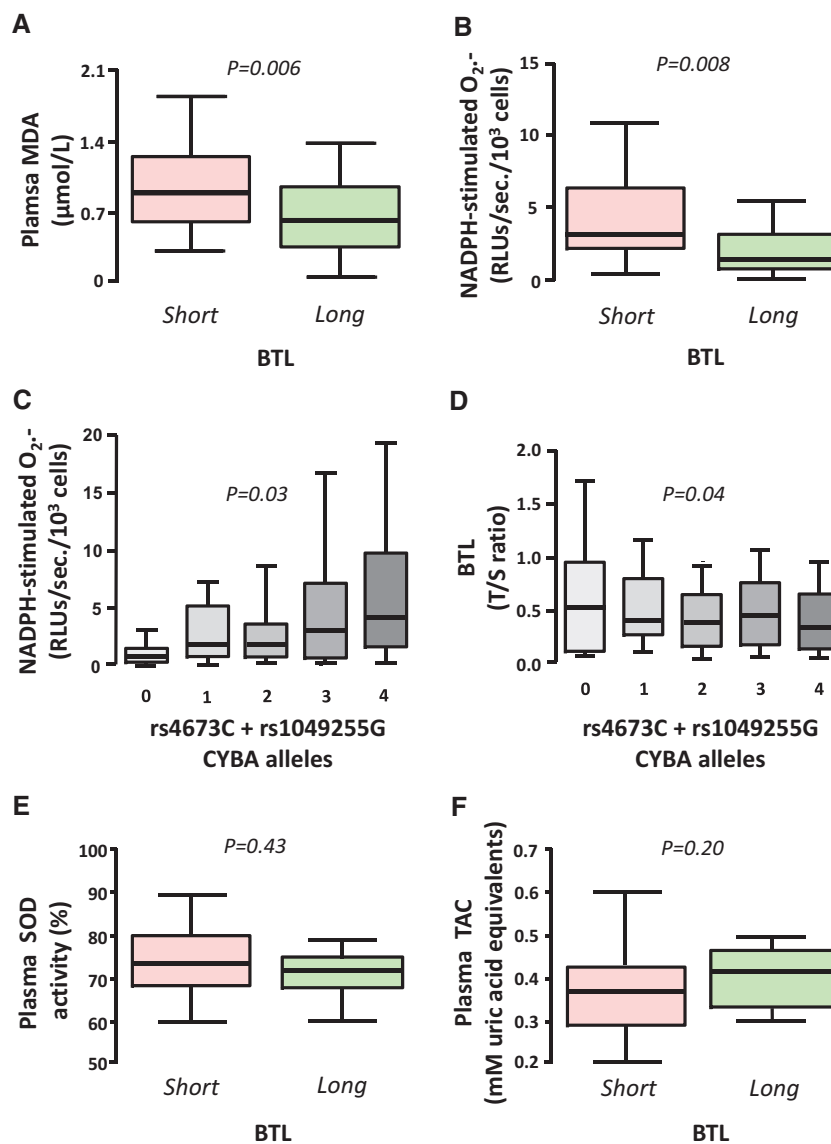 A
P=0.006
Plamsa MDA
(µmol/L)
2.1
1.4
0.7
0
Short
Long
BTL
B
P=0.008
NADPH-stimulated O₂.-
(RLUs/sec./10³ cells)
15
10
5
0
Short
Long
BTL
C
P=0.03
NADPH-stimulated O₂.-
(RLUs/sec./10³ cells)
20
15
10
5
0
0 1 2 3 4
rs4673C + rs1049255G
CYBA alleles
D
P=0.04
BTL
(T/S ratio)
2.0
1.5
1.0
0.5
0.0
0 1 2 3 4
rs4673C + rs1049255G
CYBA alleles
E
P=0.43
Plasma SOD
activity (%)
100
90
80
70
60
50
Short
Long
BTL
F
P=0.20
Plasma TAC
(mM uric acid equivalents)
0.7
0.6
0.5
0.4
0.3
0.2
Short
Long
BTL